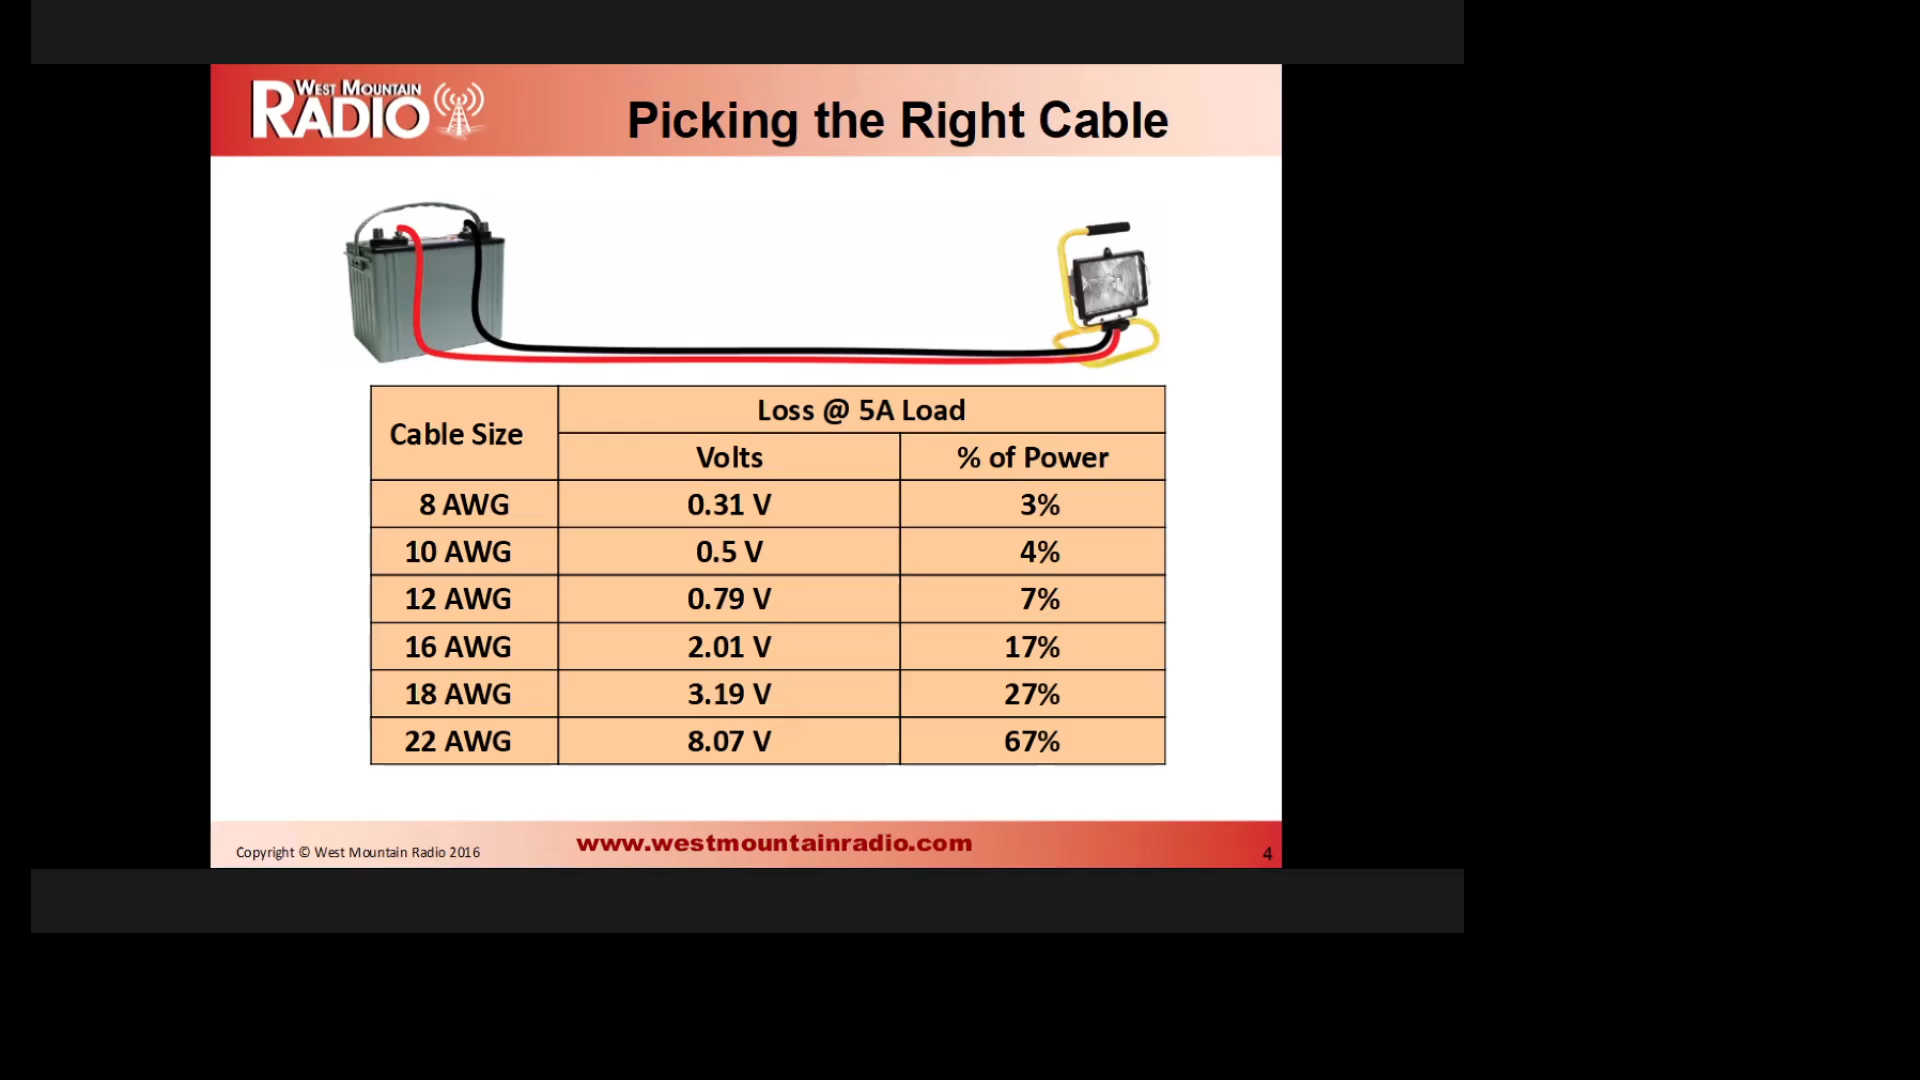 WEST MOUNTAIN
RADIO
Picking the Right Cable
Cable Size
Loss @ 5A Load
Volts
% of Power
8 AWG 0.31 V 3%
10 AWG 0.5 V 4%
12 AWG 0.79 V 7%
16 AWG 2.01 V 17%
18 AWG 3.19 V 27%
22 AWG 8.07 V 67%
Copyright © West Mountain Radio 2016
www.westmountainradio.com
4